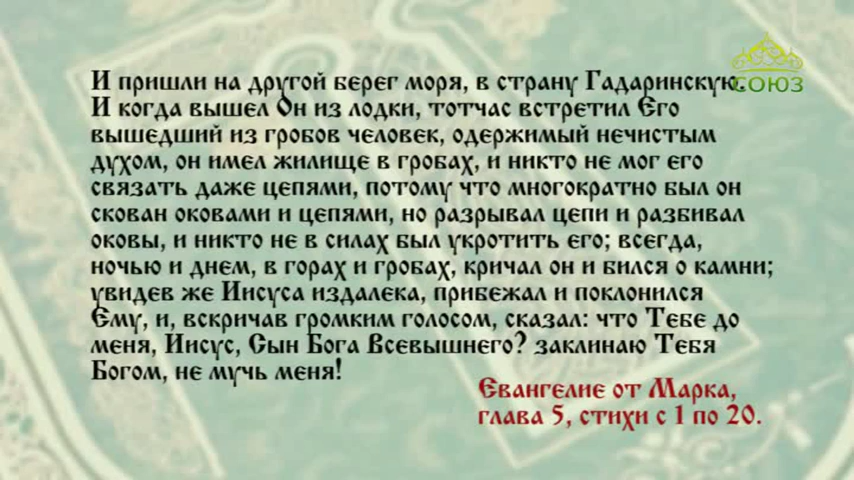 И пришли на другой берег моря, в страну Гадаринскую.
СОЮЗ
И когда вышел Он из лодки, тотчас встретил Его
вышедший из гробов человек, одержимый нечистым
духом, он имел жилище в гробах, и никто не мог его
связать даже цепями, потому что многократно был он
скован оковами и цепями, но разрывал цепи и разбивал
оковы, и никто не в силах был укротить его; всегда,
ночью и днем, в горах и гробах, кричал он и бился о камни;
увидев же Иисуса издалека, прибежал и поклонился
Ему, и, вскричав громким голосом, сказал: что Тебе до
меня, Иисус, Сын Бога Всевышнего? заклинаю Тебя
Богом, не мучь меня!
Евангелие от Марка,
глава 5, стихи с 1 по 20.